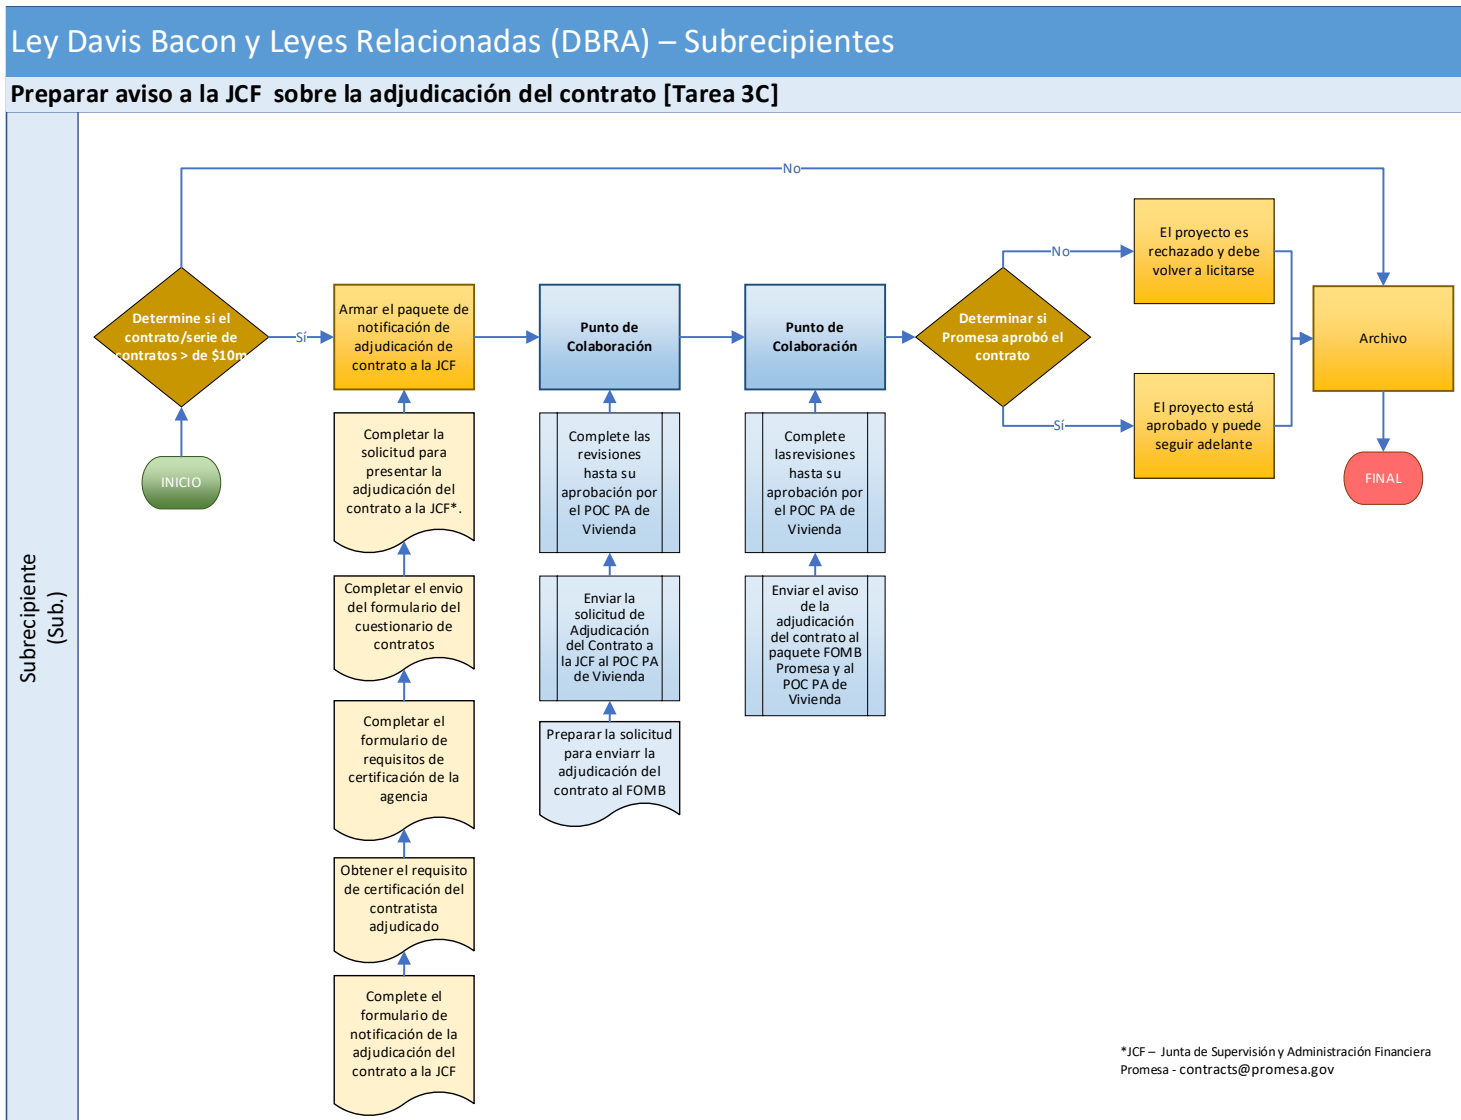 Ley Davis Bacon y Leyes Relacionadas (DBRA) – Subrecipientes
Preparar aviso a la JCF sobre la adjudicación del contrato [Tarea 3C]
Subrecipiente
(Sub.)
No
INICIO
Determine si el
contrato/serie de
contratos > de $10m
Sí
Armar el paquete de
notificación de
adjudicación de
contrato a la JCF
Completar la
solicitud para
presentar la
adjudicación del
contrato a la JCF*.
Completar el envio
del formulario del
cuestionario de
contratos
Completar el
formulario de
requisitos de
certificación de la
agencia
Obtener el requisito
de certificación del
contratista
adjudicado
Complete el
formulario de
notificación de la
adjudicación del
contrato a la JCF
Punto de
Colaboración
Complete las
revisiones
hasta su
aprobación por
el POC PA de
Vivienda
Enviar la
solicitud de
Adjudicación
del Contrato a
la JCF al POC PA
de Vivienda
Preparar la solicitud
para enviarr la
adjudicación del
contrato al FOMB
Punto de
Colaboración
Complete
lasrevisiones
hasta su
aprobación por
el POC PA de
Vivienda
Enviar el aviso
de la
adjudicación
del contrato al
paquete FOMB
Promesa y al
POC PA de
Vivienda
Determinar si
Promesa aprobó el
contrato
No
El proyecto es
rechazado y debe
volver a licitarse
Sí
El proyecto está
aprobado y puede
seguir adelante
Archivo
FINAL
*JCF – Junta de Supervisión y Administración Financiera
Promesa - contracts@promesa.gov